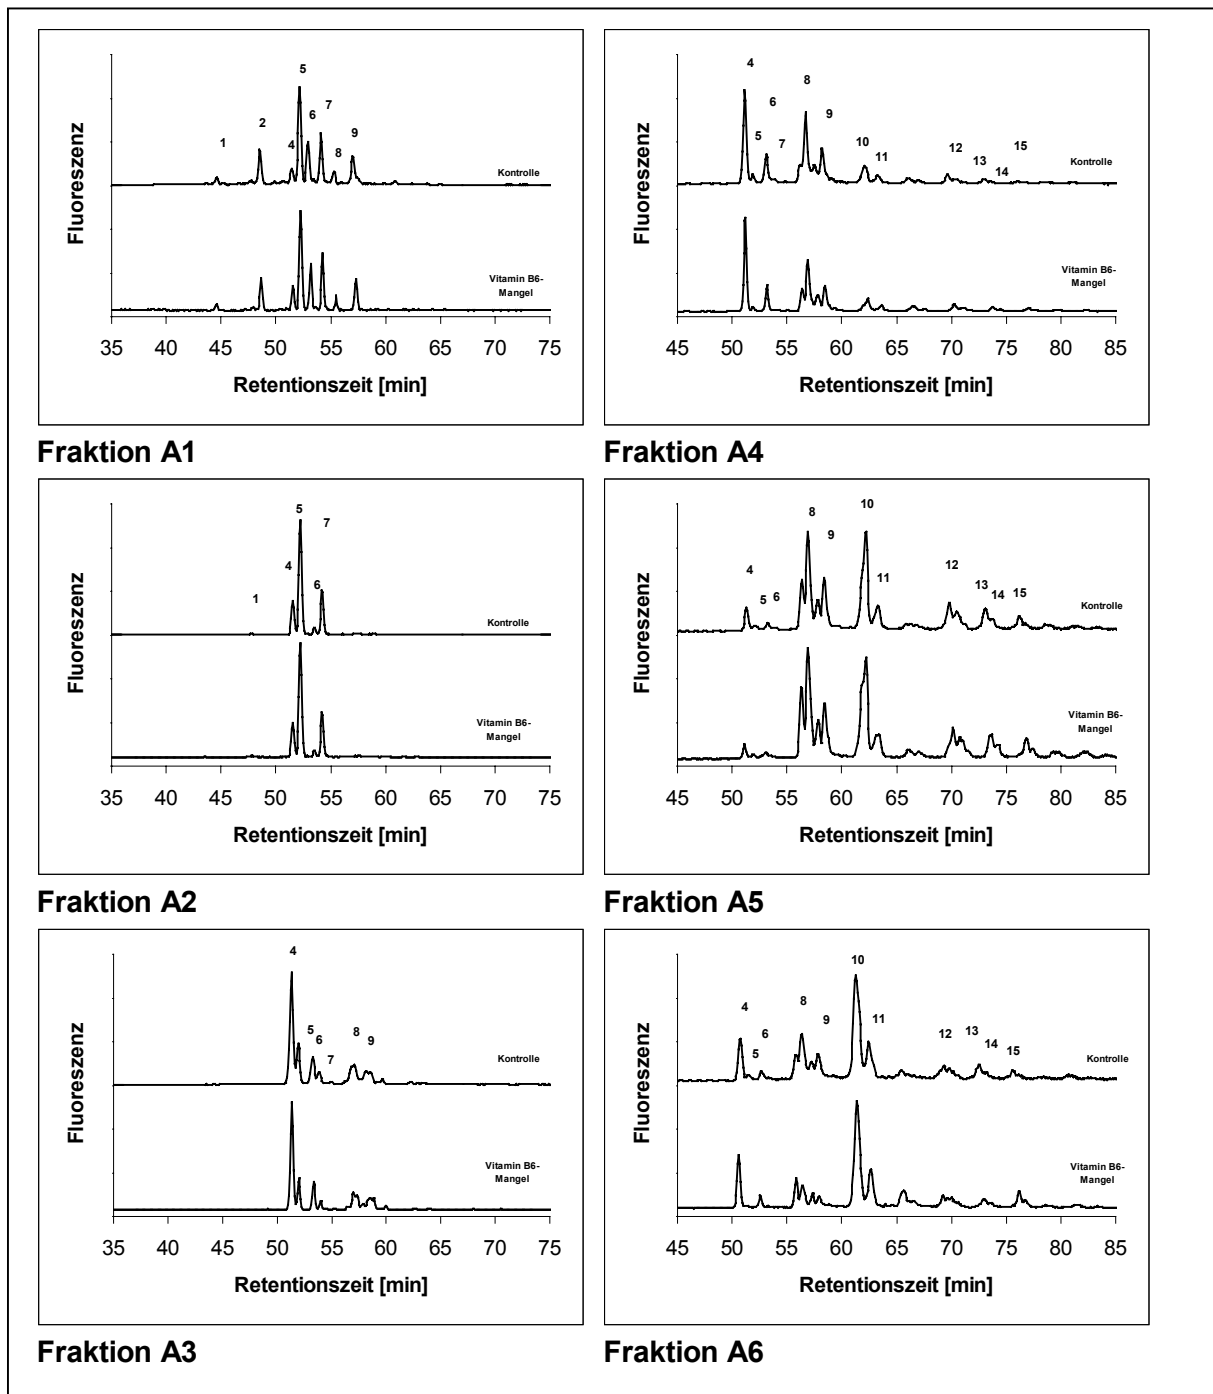 5
7
6
2
9
1
4
8
Kontrolle
Fluoreszenz
Vitamin B6-
Mangel
35 40 45 50 55 60 65 70 75
Retentionszeit [min]
Fraktion A1
4
8
6
9
5
7
10
11
12
13
14
15
Kontrolle
Fluoreszenz
Vitamin B6-
Mangel
45 50 55 60 65 70 75 80 85
Retentionszeit [min]
Fraktion A4
5
7
4
6
1
Kontrolle
Fluoreszenz
Vitamin B6-
Mangel
35 40 45 50 55 60 65 70 75
Retentionszeit [min]
Fraktion A2
10
8
9
4
5
6
11
12
13
14
15
Kontrolle
Fluoreszenz
Vitamin B6-
Mangel
45 50 55 60 65 70 75 80 85
Retentionszeit [min]
Fraktion A5
4
5
6
7
8
9
Kontrolle
Fluoreszenz
Vitamin B6-
Mangel
35 40 45 50 55 60 65 70 75
Retentionszeit [min]
Fraktion A3
10
4
8
5
6
9
11
12
13
14
15
Kontrolle
Fluoreszenz
Vitamin B6-
Mangel
45 50 55 60 65 70 75 80 85
Retentionszeit [min]
Fraktion A6